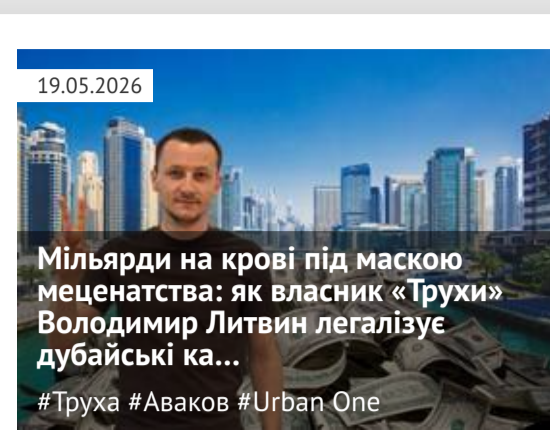 19.05.2026
Мільярди на крові під маскою
меценатства: як власник «Трухи»
Володимир Литвин легалізує
дубайські ка...
#Труха #Аваков #Urban One